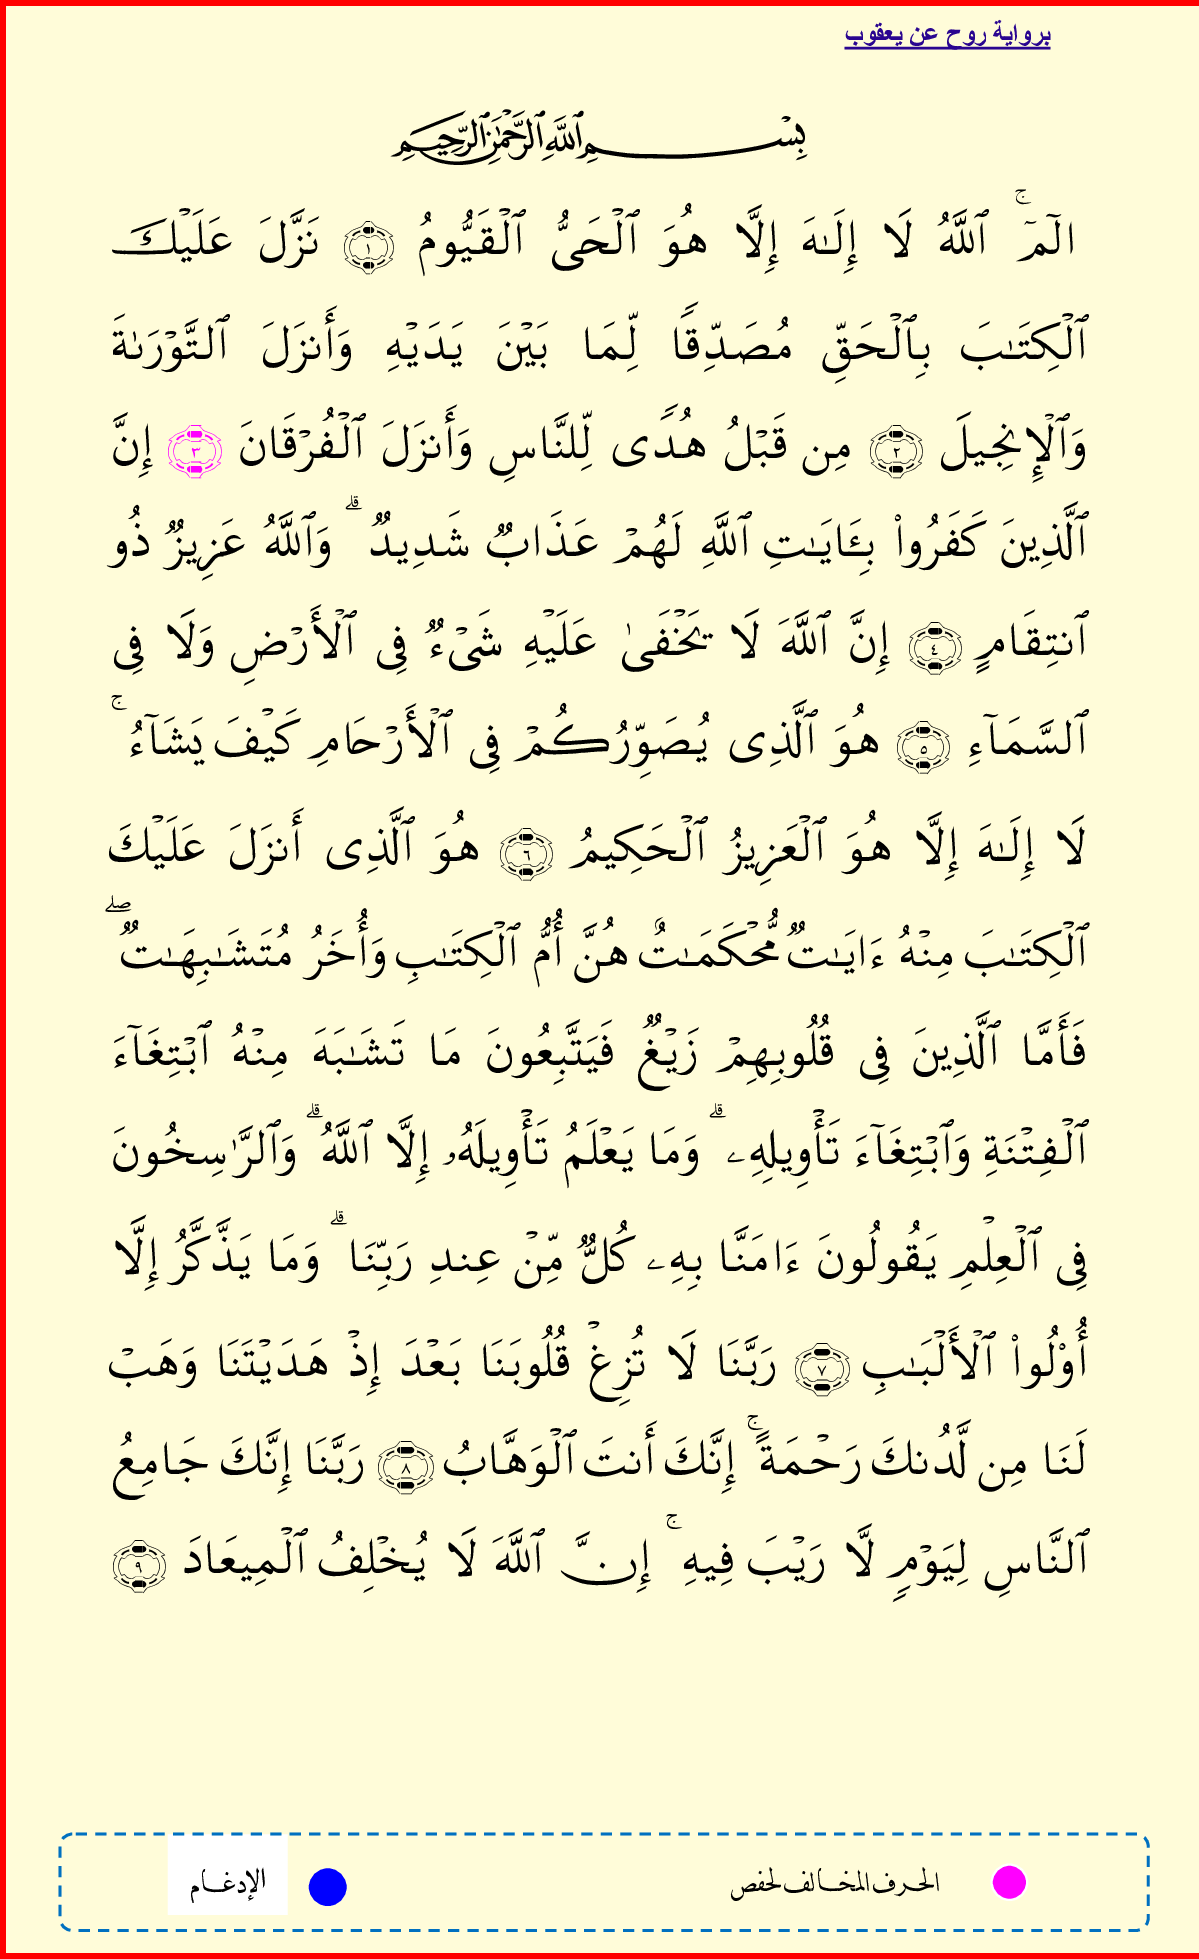 برواية روح عن يعقوب
بِسْمِ ٱللَّهِ ٱلرَّحْمَٰنِ ٱلرَّحِيمِ
الٓمٓ ۚ ٱللَّهُ لَا إِلَٰهَ إِلَّا هُوَ ٱلْحَىُّ ٱلْقَيُّومُ ١ نَزَّلَ عَلَيْكَ
ٱلْكِتَٰبَ بِٱلْحَقِّ مُصَدِّقًا لِّمَا بَيْنَ يَدَيْهِ وَأَنزَلَ ٱلتَّوْرَىٰةَ
وَٱلْإِنجِيلَ ٢ مِن قَبْلُ هُدًى لِّلنَّاسِ وَأَنزَلَ ٱلْفُرْقَانَ ٣ إِنَّ
ٱلَّذِينَ كَفَرُوا۟ بِـَٔايَٰتِ ٱللَّهِ لَهُمْ عَذَابٌ شَدِيدٌ ۗ وَٱللَّهُ عَزِيزٌ ذُو
ٱنتِقَامٍ ٤ إِنَّ ٱللَّهَ لَا يَخْفَىٰ عَلَيْهِ شَىْءٌ فِى ٱلْأَرْضِ وَلَا فِى
ٱلسَّمَآءِ ٥ هُوَ ٱلَّذِى يُصَوِّرُكُمْ فِى ٱلْأَرْحَامِ كَيْفَ يَشَآءُ ۚ
لَا إِلَٰهَ إِلَّا هُوَ ٱلْعَزِيزُ ٱلْحَكِيمُ ٦ هُوَ ٱلَّذِى أَنزَلَ عَلَيْكَ
ٱلْكِتَٰبَ مِنْهُ ءَايَٰتٌ مُّحْكَمَٰتٌ هُنَّ أُمُّ ٱلْكِتَٰبِ وَأُخَرُ مُتَشَٰبِهَٰتٌ ۖ
فَأَمَّا ٱلَّذِينَ فِى قُلُوبِهِمْ زَيْغٌ فَيَتَّبِعُونَ مَا تَشَٰبَهَ مِنْهُ ٱبْتِغَآءَ
ٱلْفِتْنَةِ وَٱبْتِغَآءَ تَأْوِيلِهِۦ ۗ وَمَا يَعْلَمُ تَأْوِيلَهُۥ إِلَّا ٱللَّهُ ۗ وَٱلرَّٰسِخُونَ
فِى ٱلْعِلْمِ يَقُولُونَ ءَامَنَّا بِهِۦ كُلٌّ مِّنْ عِندِ رَبِّنَا ۗ وَمَا يَذَّكَّرُ إِلَّا
أُو۟لُوا۟ ٱلْأَلْبَٰبِ ٧ رَبَّنَا لَا تُزِغْ قُلُوبَنَا بَعْدَ إِذْ هَدَيْتَنَا وَهَبْ
لَنَا مِن لَّدُنكَ رَحْمَةً ۚ إِنَّكَ أَنتَ ٱلْوَهَّابُ ٨ رَبَّنَا إِنَّكَ جَامِعُ
ٱلنَّاسِ لِيَوْمٍ لَّا رَيْبَ فِيهِ ۚ إِنَّ ٱللَّهَ لَا يُخْلِفُ ٱلْمِيعَادَ ٩
الحرف المخالف لحفص
الإدغام